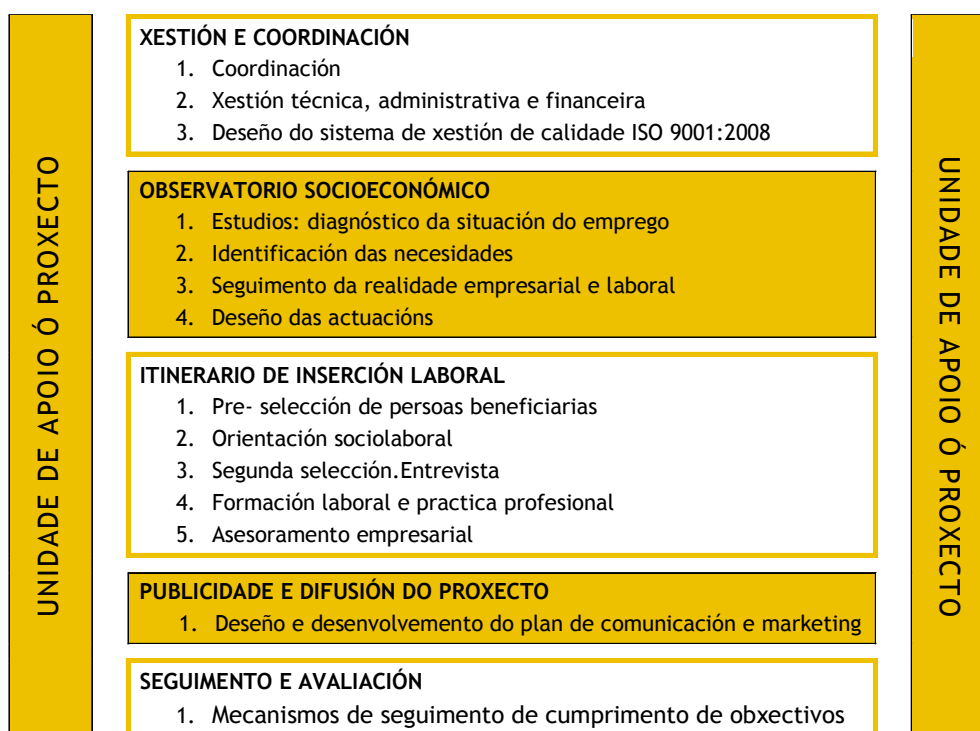 UNIDADE DE APOIO Ó PROXECTO
XESTIÓN E COORDINACIÓN
1. Coordinación
2. Xestión técnica, administrativa e financeira
3. Deseño do sistema de xestión de calidade ISO 9001:2008
OBSERVATORIO SOCIOECONÓMICO
1. Estudios: diagnóstico da situación do emprego
2. Identificación das necesidades
3. Seguimento da realidade empresarial e laboral
4. Deseño das actuacións
ITINERARIO DE INSERCIÓN LABORAL
1. Pre- selección de persoas beneficiarias
2. Orientación sociolaboral
3. Segunda selección.Entrevista
4. Formación laboral e practica profesional
5. Asesoramento empresarial
PUBLICIDADE E DIFUSIÓN DO PROXECTO
1. Deseño e desenvolvemento do plan de comunicación e marketing
SEGUIMENTO E AVALIACIÓN
1. Mecanismos de seguimento de cumprimento de obxectivos
UNIDADE DE APOIO Ó PROXECTO